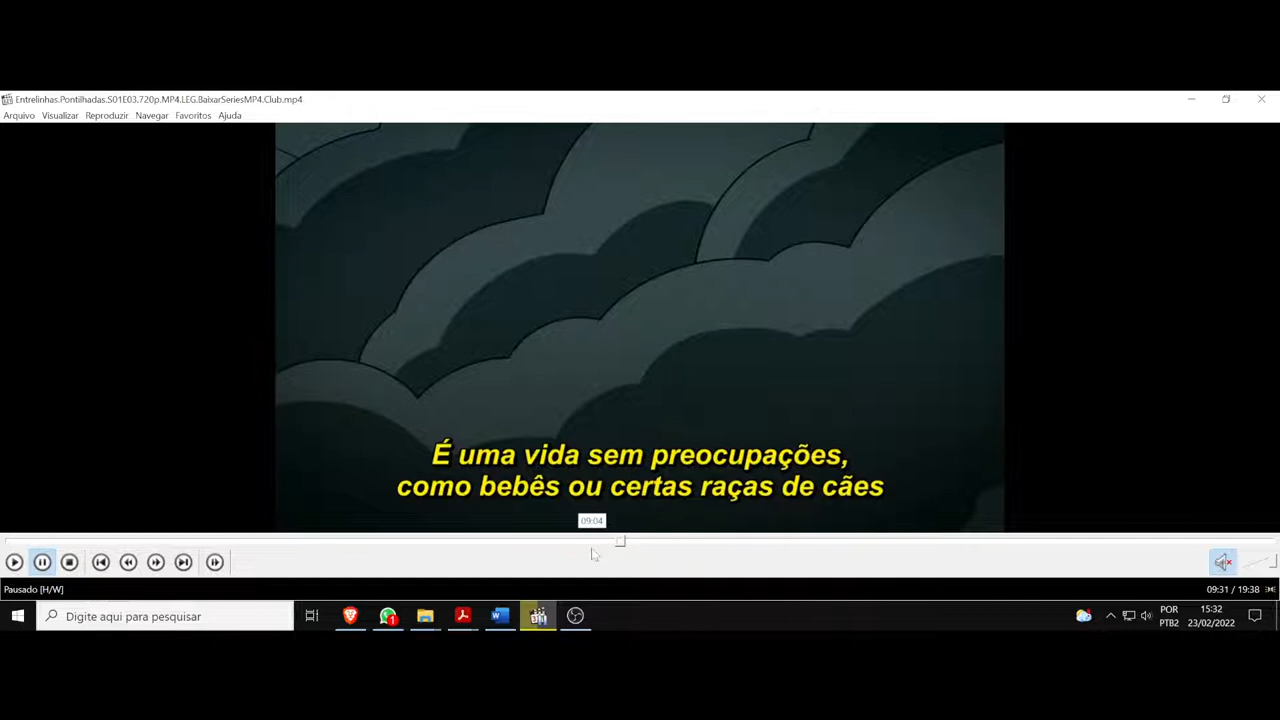 Entrelinhas.Pontilhadas.S01E03.720p.MP4.LEG.BaixarSeriesMP4.Club.mp4
Arquivo Visualizar Reproduzir Navegar Favoritos Ajuda
É uma vida sem preocupações,
como bebês ou certas raças de cães
09:04
Pausado [H/W]
09:31 / 19:38
Digite aqui para pesquisar
1
POR
PTB2
15:32
23/02/2022